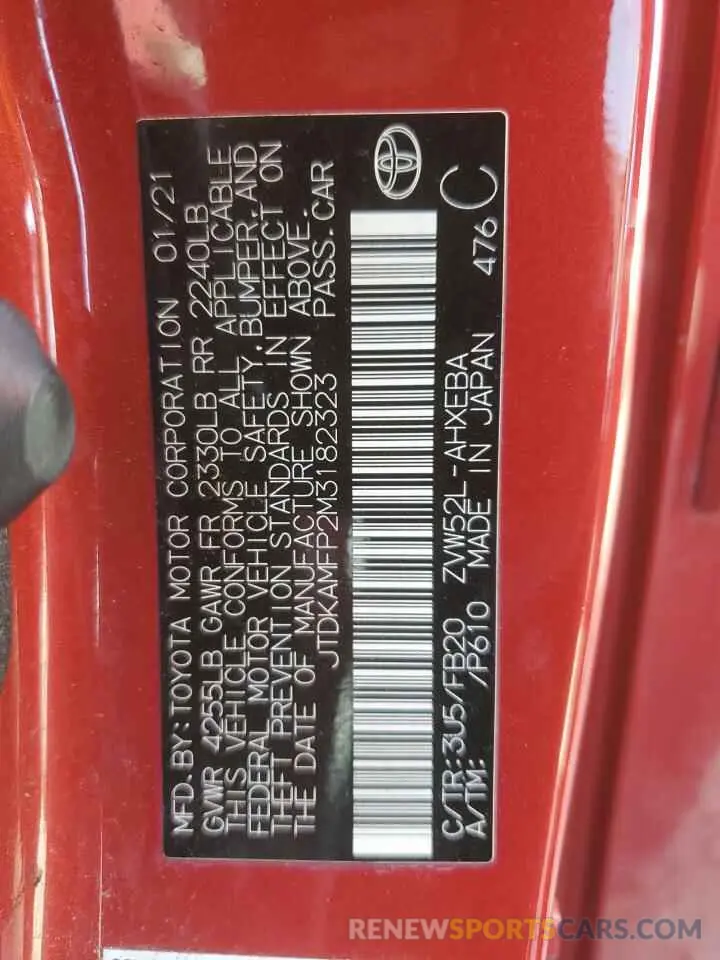 MFD.BY:TOYOTA MOTOR CORPORATION 01/21
GVWR 4255LB GAWR FR 2330LB RR 2240LB
THIS VEHICLE CONFORMS TO ALL APPLICABLE
FEDERAL MOTOR VEHICLE SAFETY,BUMPER,AND
THEFT PREVENTION STANDARDS IN EFFECT ON
THE DATE OF MANUFACTURE SHOWN ABOVE.
JTDKAMFP2M3182323 PASS.CAR
C/TR:3U5/FB20 ZVW52L-AHXEBA 476 C
A/TM: /P610 MADE IN JAPAN
RENEWSPORTSCARS.COM